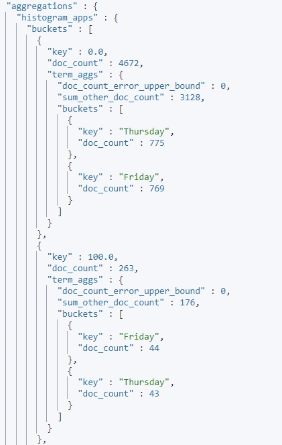 "aggregations" : {
"histogram_apps" : {
"buckets" : [
{
"key" : 0.0,
"doc_count" : 4672,
"term_aggs" : {
"doc_count_error_upper_bound" : 0,
"sum_other_doc_count" : 3128,
"buckets" : [
{
"key" : "Thursday",
"doc_count" : 775
},
{
"key" : "Friday",
"doc_count" : 769
}
]
}
},
{
"key" : 100.0,
"doc_count" : 263,
"term_aggs" : {
"doc_count_error_upper_bound" : 0,
"sum_other_doc_count" : 176,
"buckets" : [
{
"key" : "Friday",
"doc_count" : 44
},
{
"key" : "Thursday",
"doc_count" : 43
}
]
}
},